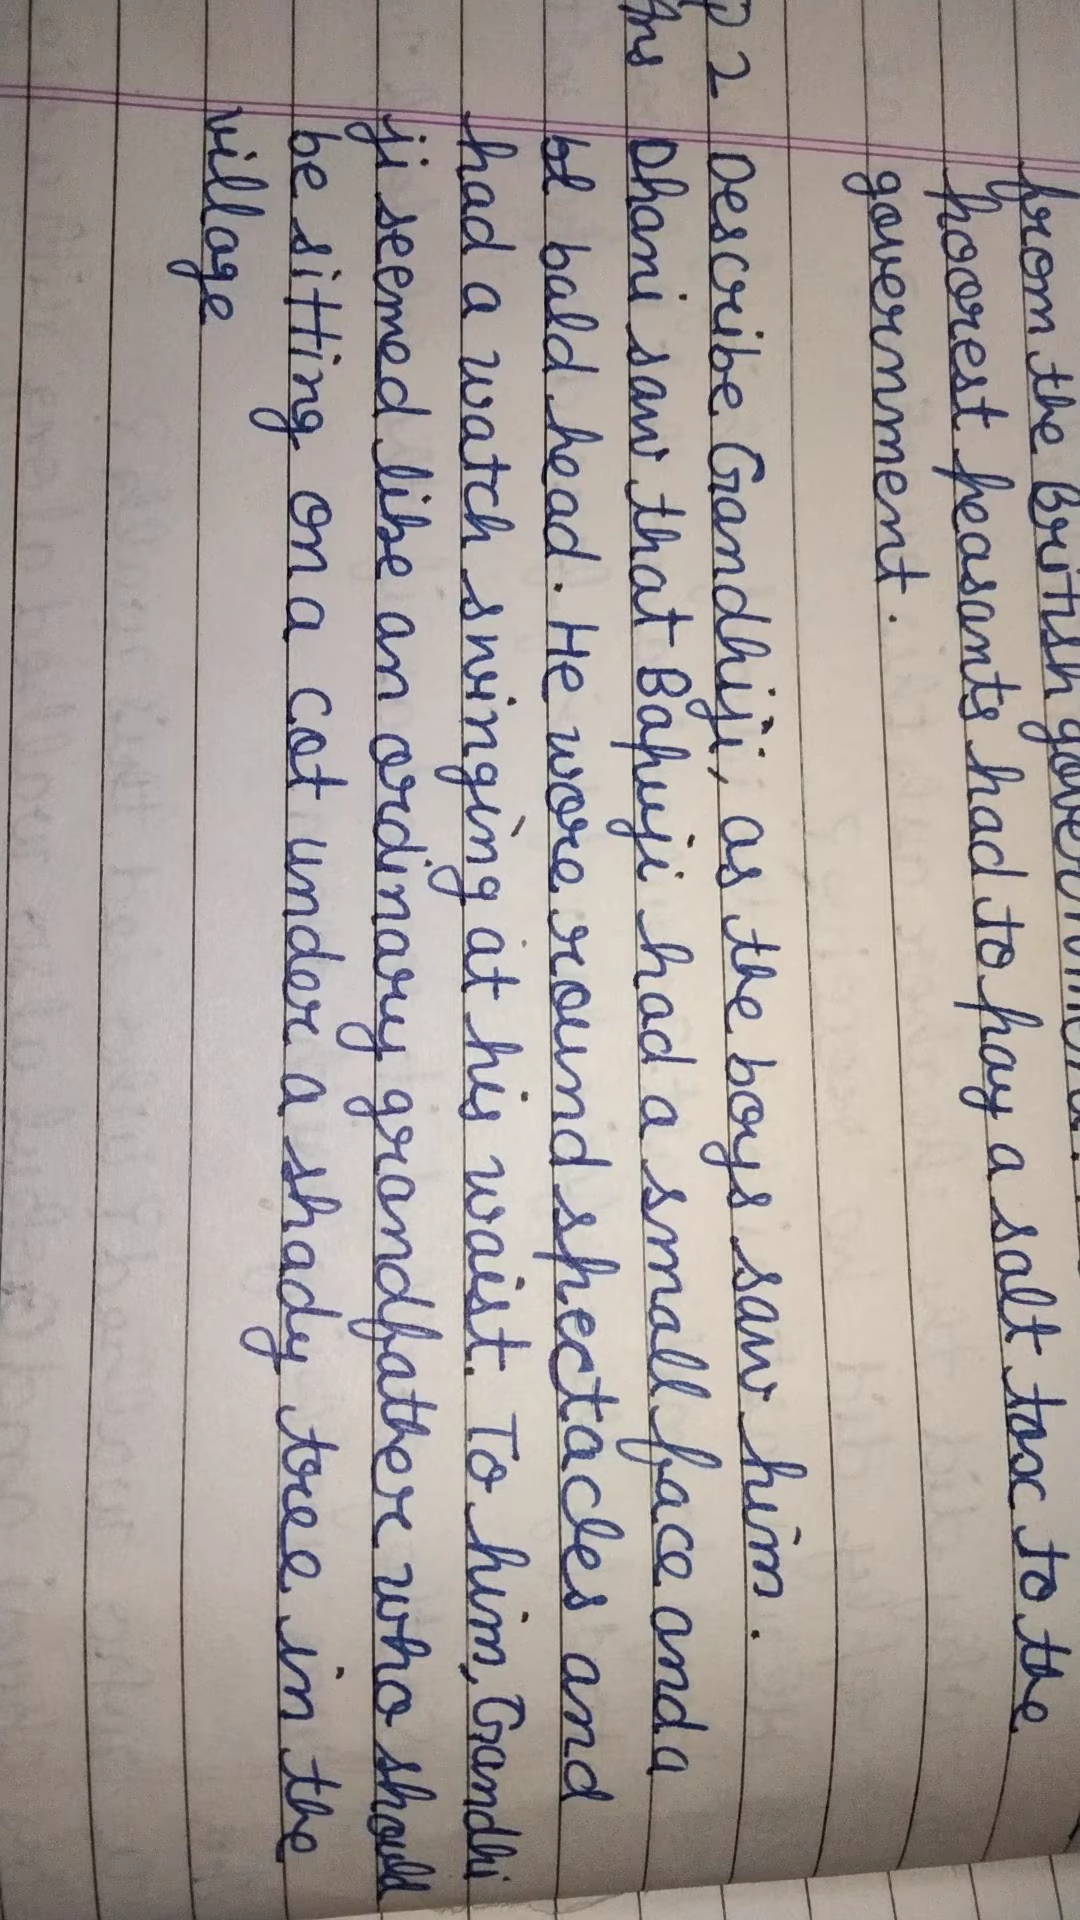 from the British government.
poorest peasants had to pay a salt tax to the
government.
2 Describe Gandhiji, as the boys saw him.
Ans Dhani saw that Bapuji had a small face and a
bald head. He wore round spectacles and
had a watch swinging at his waist. To him, Gandhi
ji seemed like an ordinary grandfather who should
be sitting on a cot under a shady tree in the
village